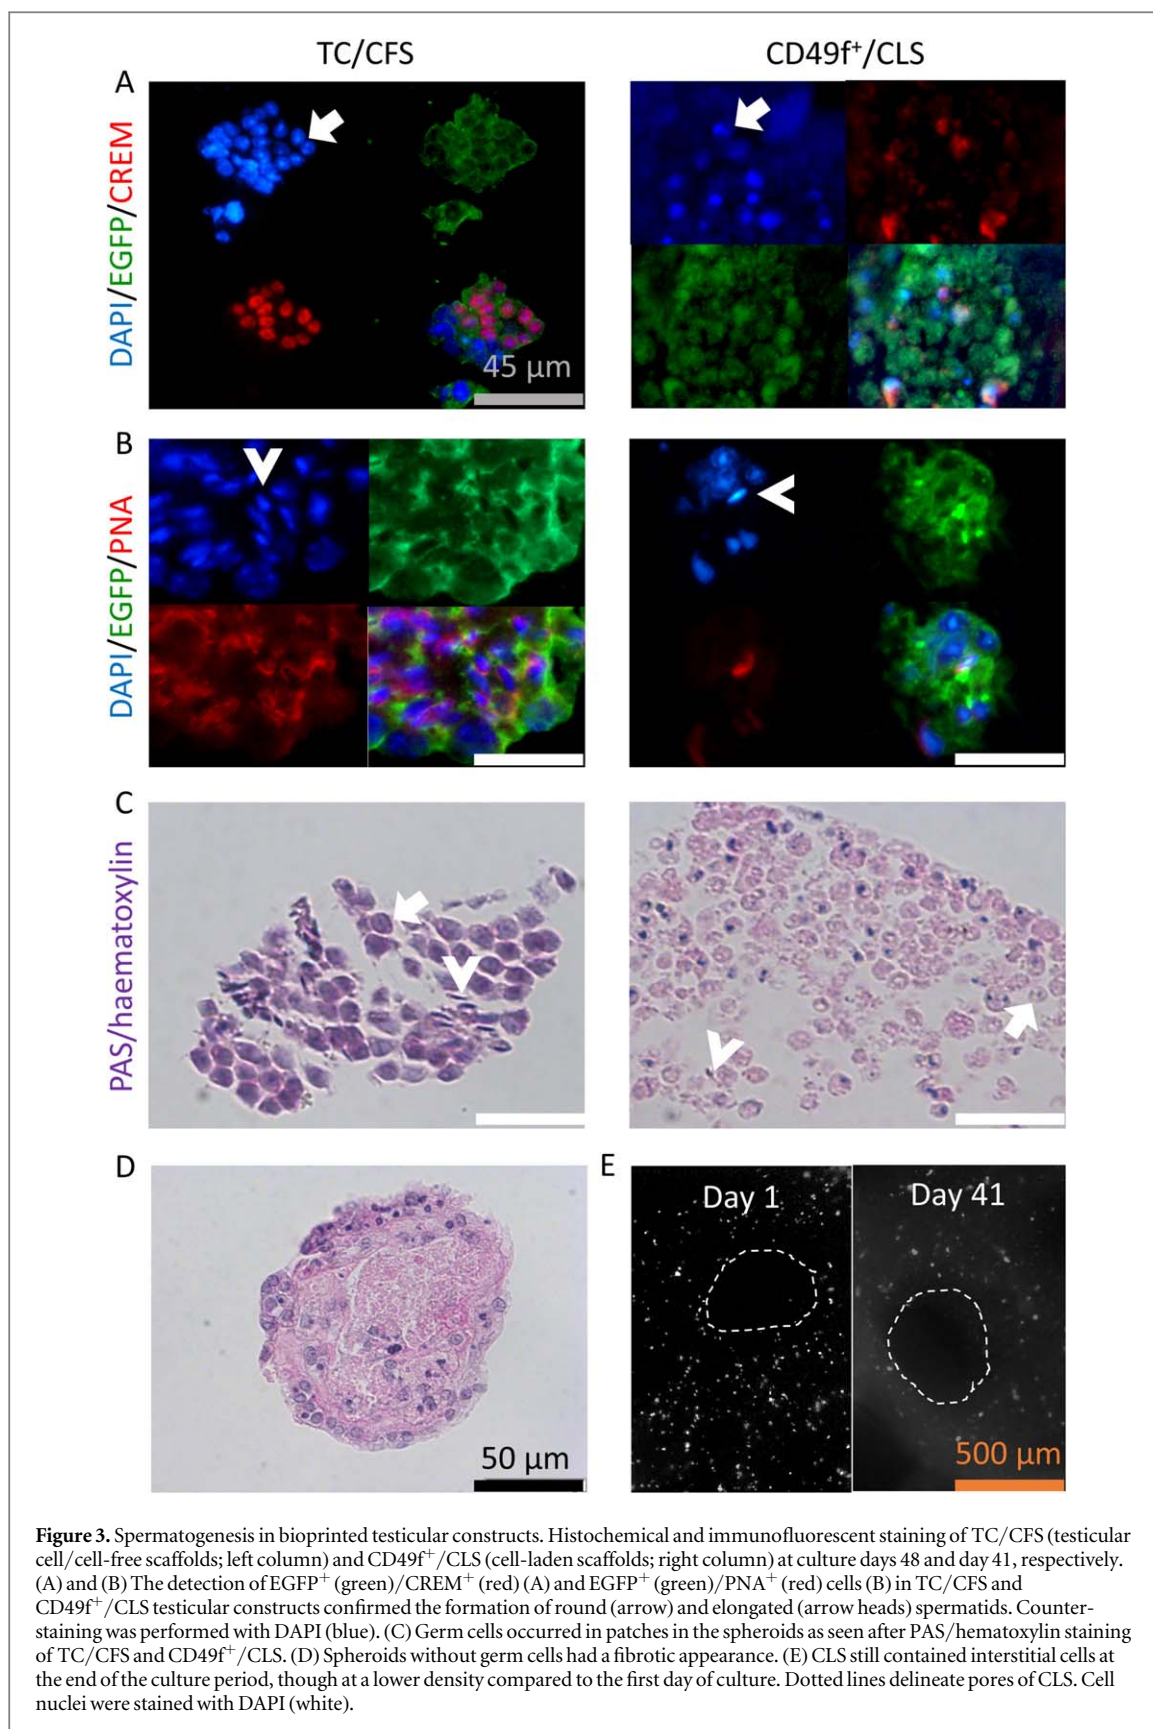 TC/CFS
CD49f⁺/CLS
A
DAPI/EGFP/CREM
45 µm
B
DAPI/EGFP/PNA
C
PAS/haematoxylin
D
50 µm
E
Day 1
Day 41
500 µm
Figure 3. Spermatogenesis in bioprinted testicular constructs. Histochemical and immunofluorescent staining of TC/CFS (testicular
cell/cell-free scaffolds; left column) and CD49f⁺/CLS (cell-laden scaffolds; right column) at culture days 48 and day 41, respectively.
(A) and (B) The detection of EGFP⁺ (green)/CREM⁺ (red) (A) and EGFP⁺ (green)/PNA⁺ (red) cells (B) in TC/CFS and
CD49f⁺/CLS testicular constructs confirmed the formation of round (arrow) and elongated (arrow heads) spermatids. Counter-
staining was performed with DAPI (blue). (C) Germ cells occurred in patches in the spheroids as seen after PAS/hematoxylin staining
of TC/CFS and CD49f⁺/CLS. (D) Spheroids without germ cells had a fibrotic appearance. (E) CLS still contained interstitial cells at
the end of the culture period, though at a lower density compared to the first day of culture. Dotted lines delineate pores of CLS. Cell
nuclei were stained with DAPI (white).